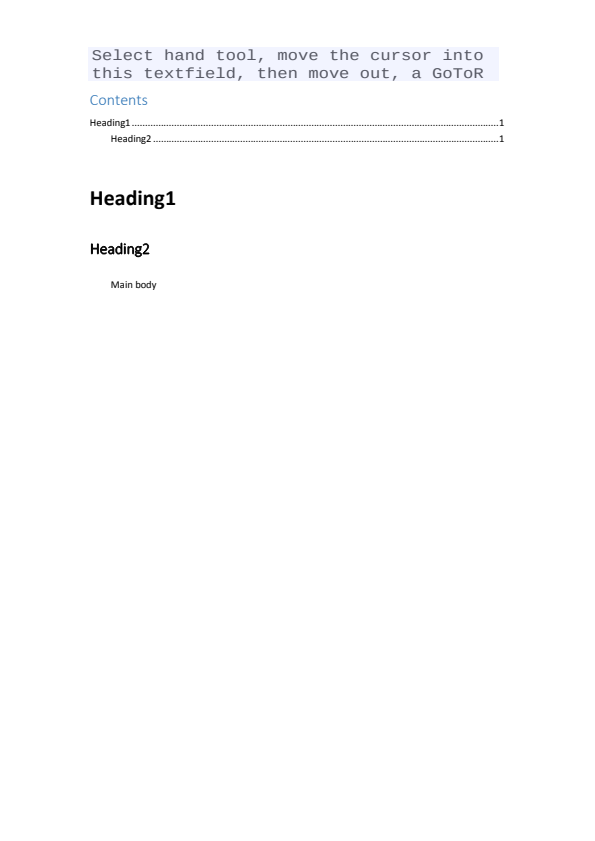 Select hand tool, move the cursor into
this textfield, then move out, a GoToR
Contents
Heading1 ........................................................................................................................................ 1
Heading2 ................................................................................................................................ 1
Heading1
Heading2
Main body